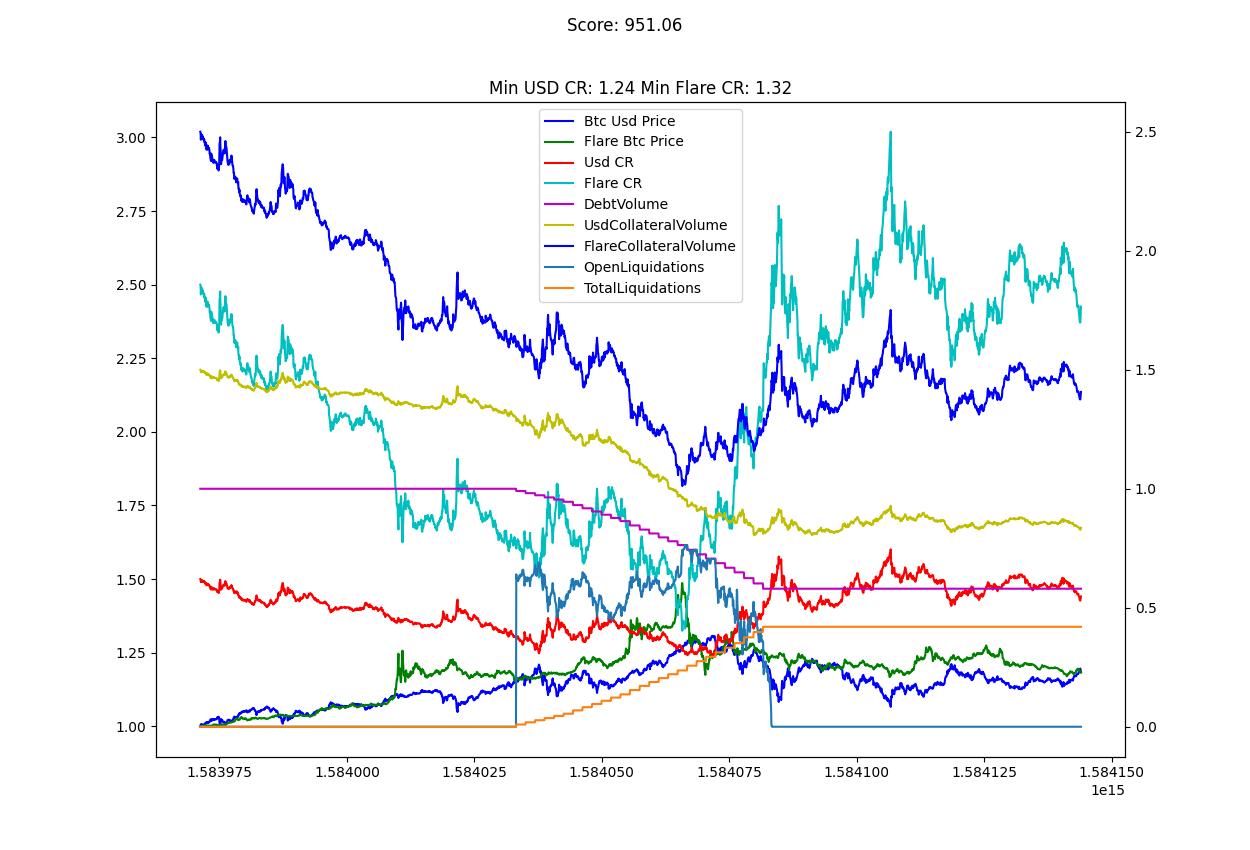 Score: 951.06
Min USD CR: 1.24 Min Flare CR: 1.32
Btc Usd Price
Flare Btc Price
Usd CR
Flare CR
DebtVolume
UsdCollateralVolume
FlareCollateralVolume
OpenLiquidations
TotalLiquidations
3.00
2.75
2.50
2.25
2.00
1.75
1.50
1.25
1.00
2.5
2.0
1.5
1.0
0.5
0.0
1.583975 1.584000 1.584025 1.584050 1.584075 1.584100 1.584125 1.584150
1e15